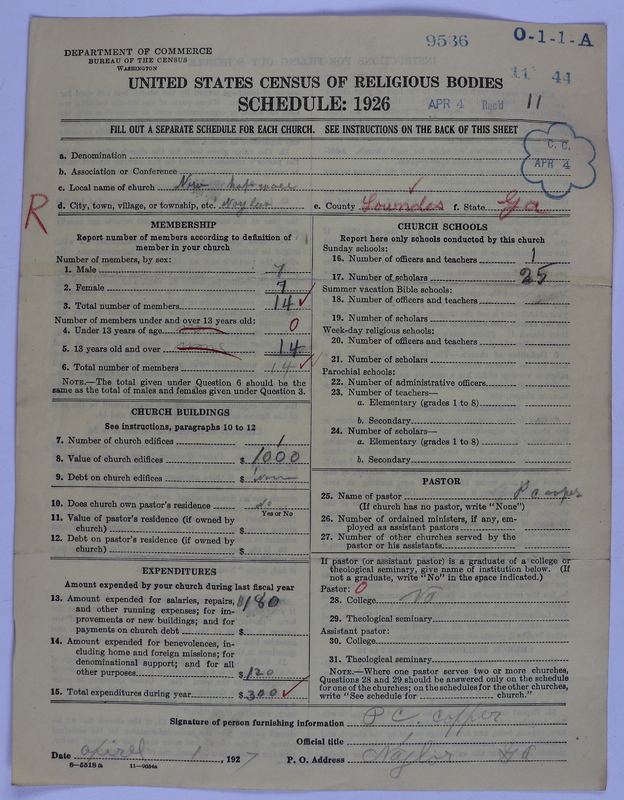 9536
O-1-1-A
DEPARTMENT OF COMMERCE
BUREAU OF THE CENSUS
WASHINGTON
11 44
UNITED STATES CENSUS OF RELIGIOUS BODIES
SCHEDULE: 1926
APR 4 Rec'd 11
FILL OUT A SEPARATE SCHEDULE FOR EACH CHURCH. SEE INSTRUCTIONS ON THE BACK OF THIS SHEET
C. C.
APR 4
a. Denomination
b. Association or Conference
c. Local name of church New
d. City, town, village, or township, etc. Naylor e. County Lowndes f. State Ga
R
MEMBERSHIP
Report number of members according to definition of
member in your church
Number of members, by sex:
1. Male 7
2. Female 7
3. Total number of members 14
Number of members under and over 13 years old:
4. Under 13 years of age 0
5. 13 years old and over 14
6. Total number of members 14
NOTE.—The total given under Question 6 should be the
same as the total of males and females given under Question 3.
CHURCH BUILDINGS
See instructions, paragraphs 10 to 12
7. Number of church edifices 1
8. Value of church edifices $ 1000
9. Debt on church edifices $
10. Does church own pastor's residence no
Yes or No
11. Value of pastor's residence (if owned by
church) $
12. Debt on pastor's residence (if owned by
church) $
EXPENDITURES
Amount expended by your church during last fiscal year
13. Amount expended for salaries, repairs, 180
and other running expenses; for im-
provements or new buildings; and for
payments on church debt $
14. Amount expended for benevolences, in-
cluding home and foreign missions; for
denominational support; and for all
other purposes $ 120
15. Total expenditures during year $ 300
CHURCH SCHOOLS
Report here only schools conducted by this church
Sunday schools:
16. Number of officers and teachers 1
17. Number of scholars 25
Summer vacation Bible schools:
18. Number of officers and teachers
19. Number of scholars
Week-day religious schools:
20. Number of officers and teachers
21. Number of scholars
Parochial schools:
22. Number of administrative officers
23. Number of teachers—
a. Elementary (grades 1 to 8)
b. Secondary
24. Number of scholars—
a. Elementary (grades 1 to 8)
b. Secondary
PASTOR
25. Name of pastor P C copper
(If church has no pastor, write "None")
26. Number of ordained ministers, if any, em-
ployed as assistant pastors
27. Number of other churches served by the
pastor or his assistants
If pastor (or assistant pastor) is a graduate of a college or
theological seminary, give name of institution below. (If
not a graduate, write "No" in the space indicated.)
Pastor: 0
28. College no
29. Theological seminary
Assistant pastor:
30. College
31. Theological seminary
NOTE.—Where one pastor serves two or more churches,
Questions 28 and 29 should be answered only on the schedule
for one of the churches; on the schedules for the other churches,
write "See schedule for church."
Signature of person furnishing information P C. copper
Official title
Date apirel 1, 1927 P. O. Address Naylor Ga
8—5518 a 11—9054a